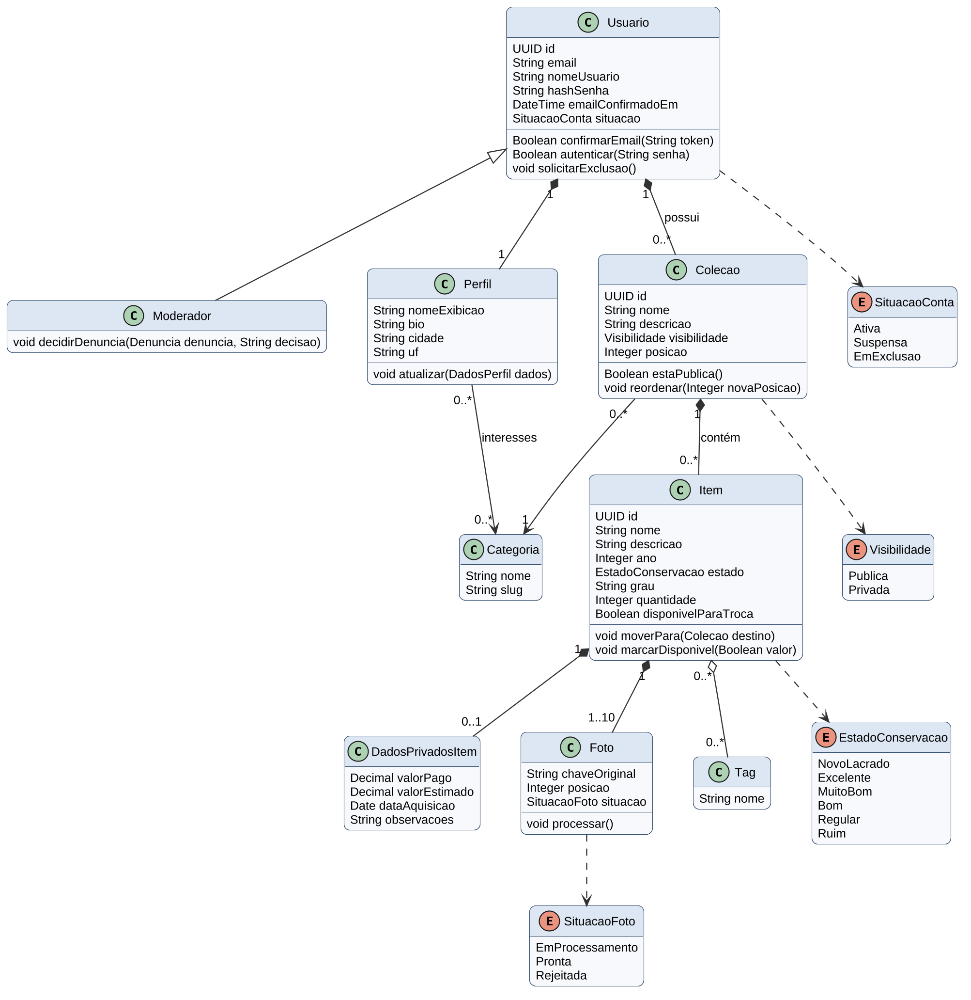 C Usuario
UUID id
String email
String nomeUsuario
String hashSenha
DateTime emailConfirmadoEm
SituacaoConta situacao
Boolean confirmarEmail(String token)
Boolean autenticar(String senha)
void solicitarExclusao()
1
1
possui
0..*
1
C Moderador
void decidirDenuncia(Denuncia denuncia, String decisao)
C Perfil
String nomeExibicao
String bio
String cidade
String uf
void atualizar(DadosPerfil dados)
C Colecao
UUID id
String nome
String descricao
Visibilidade visibilidade
Integer posicao
Boolean estaPublica()
void reordenar(Integer novaPosicao)
E SituacaoConta
Ativa
Suspensa
EmExclusao
0..*
0..*
1
interesses
contém
0..*
0..*
1
C Categoria
String nome
String slug
C Item
UUID id
String nome
String descricao
Integer ano
EstadoConservacao estado
String grau
Integer quantidade
Boolean disponivelParaTroca
void moverPara(Colecao destino)
void marcarDisponivel(Boolean valor)
E Visibilidade
Publica
Privada
1
1
0..*
0..1
1..10
0..*
C DadosPrivadosItem
Decimal valorPago
Decimal valorEstimado
Date dataAquisicao
String observacoes
C Foto
String chaveOriginal
Integer posicao
SituacaoFoto situacao
void processar()
C Tag
String nome
E EstadoConservacao
NovoLacrado
Excelente
MuitoBom
Bom
Regular
Ruim
E SituacaoFoto
EmProcessamento
Pronta
Rejeitada